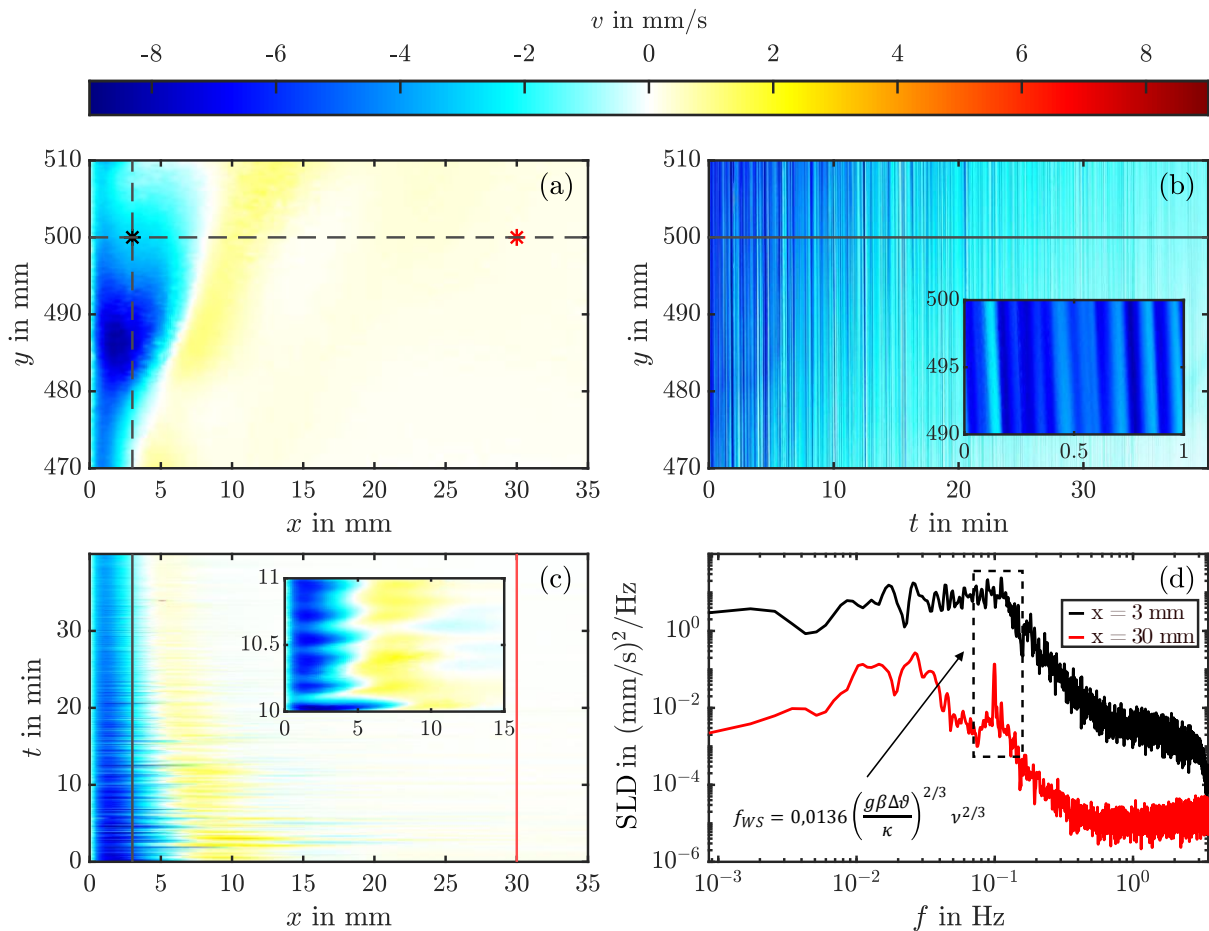 v in mm/s
-8 -6 -4 -2 0 2 4 6 8
(a)
y in mm
510
500
490
480
470
0 5 10 15 20 25 30 35
x in mm
(b)
y in mm
510
500
490
480
470
500
495
490
0 0.5 1
0 10 20 30
t in min
(c)
t in min
30
20
10
0
11
10.5
10
0 5 10 15
0 5 10 15 20 25 30 35
x in mm
(d)
SLD in (mm/s)²/Hz
10⁰
10⁻²
10⁻⁴
10⁻⁶
x = 3 mm
x = 30 mm
f_WS = 0,0136 (gβΔϑ/κ)^2/3 ν^2/3
10⁻³ 10⁻² 10⁻¹ 10⁰
f in Hz